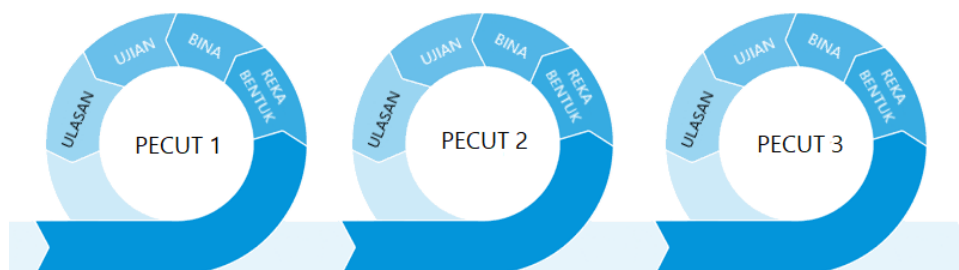 ULASAN
UJIAN
BINA
REKA
BENTUK
PECUT 1
ULASAN
UJIAN
BINA
REKA
BENTUK
PECUT 2
ULASAN
UJIAN
BINA
REKA
BENTUK
PECUT 3